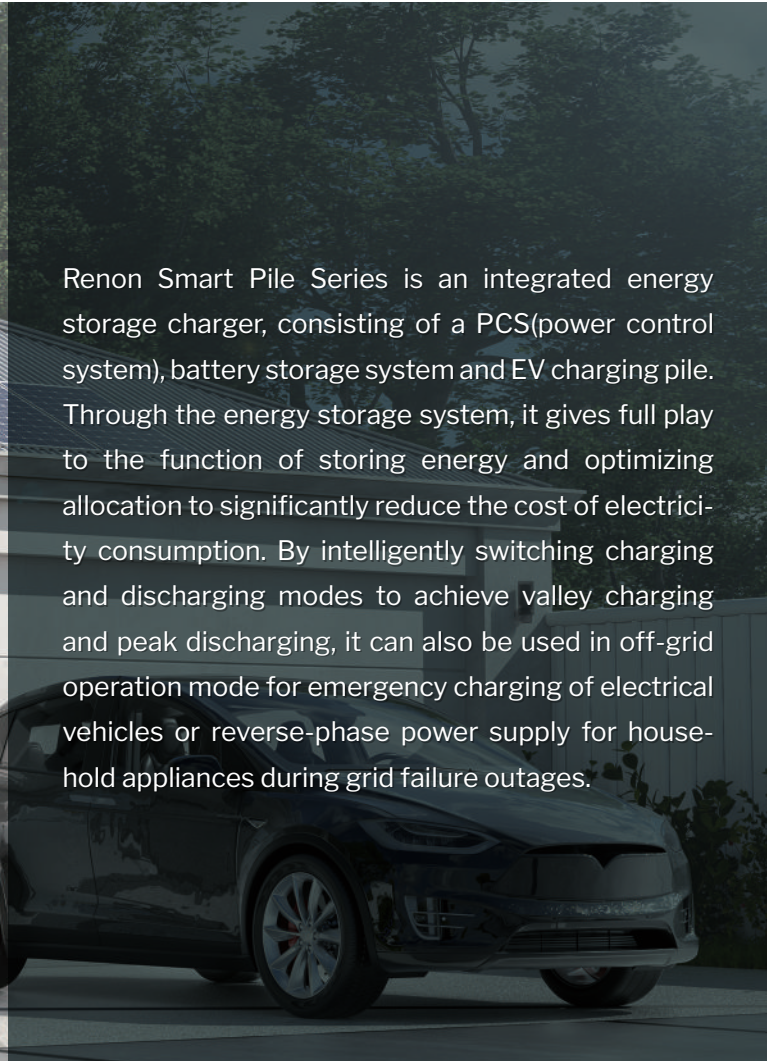 Renon Smart Pile Series is an integrated energy
storage charger, consisting of a PCS(power control
system), battery storage system and EV charging pile.
Through the energy storage system, it gives full play
to the function of storing energy and optimizing
allocation to significantly reduce the cost of electrici-
ty consumption. By intelligently switching charging
and discharging modes to achieve valley charging
and peak discharging, it can also be used in off-grid
operation mode for emergency charging of electrical
vehicles or reverse-phase power supply for house-
hold appliances during grid failure outages.